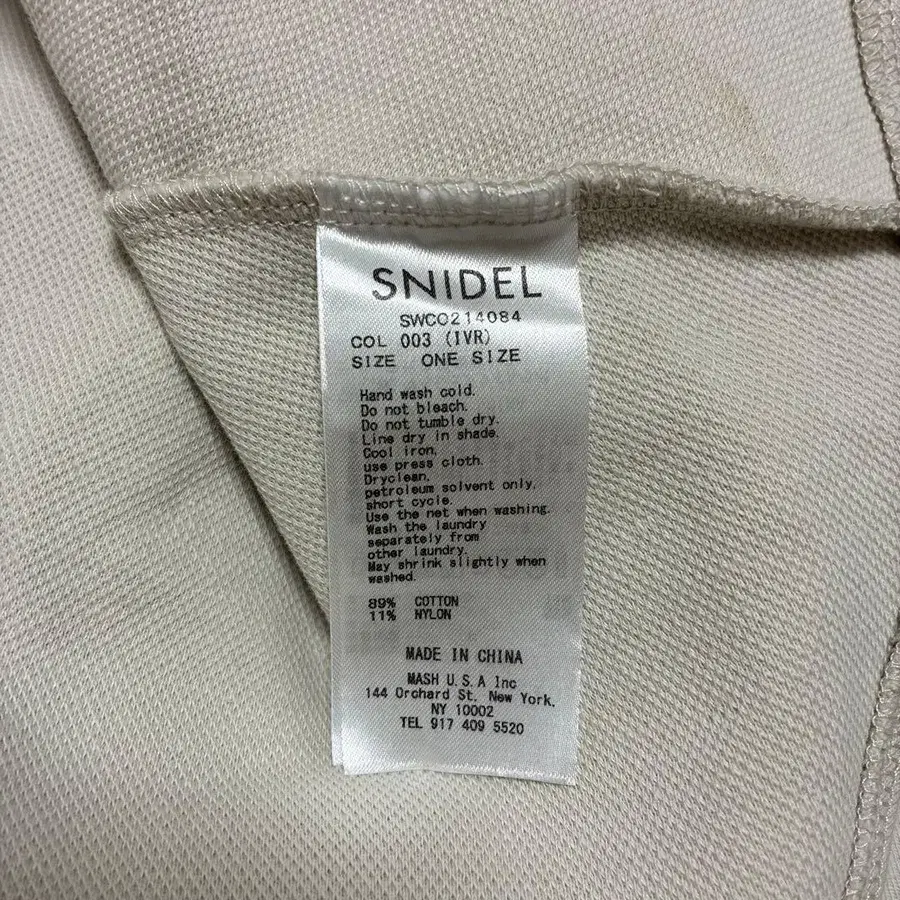 SNIDEL
SWCO214084
COL 003 (IVR)
SIZE ONE SIZE
Hand wash cold.
Do not bleach.
Do not tumble dry.
Line dry in shade.
Cool iron,
use press cloth.
Dryclean,
petroleum solvent only.
short cycle.
Use the net when washing.
Wash the laundry
separately from
other laundry.
May shrink slightly when
washed.
89% COTTON
11% NYLON
MADE IN CHINA
MASH U.S.A Inc
144 Orchard St. New York,
NY 10002
TEL 917 409 5520